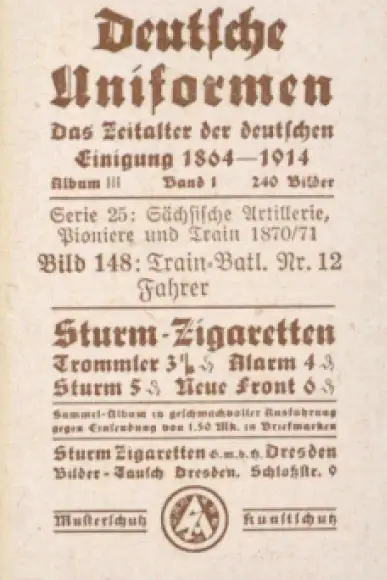 Deutsche
Uniformen
Das Zeitalter der deutschen
Einigung 1864—1914
Album III Band I 240 Bilder
Serie 25: Sächsische Artillerie,
Pioniere und Train 1870/71
Bild 148: Train-Batl. Nr. 12
Fahrer
Sturm-Zigaretten
Trommler 3⅓ ₰ Alarm 4 ₰
Sturm 5 ₰ Neue Front 6 ₰
Sammel-Album in geschmackvoller Ausführung
gegen Einsendung von 1.50 Mk. in Briefmarken
Sturm Zigaretten G.m.b.H. Dresden
Bilder-Tausch Dresden, Schloßstr. 9
Musterschutz Kunstschutz